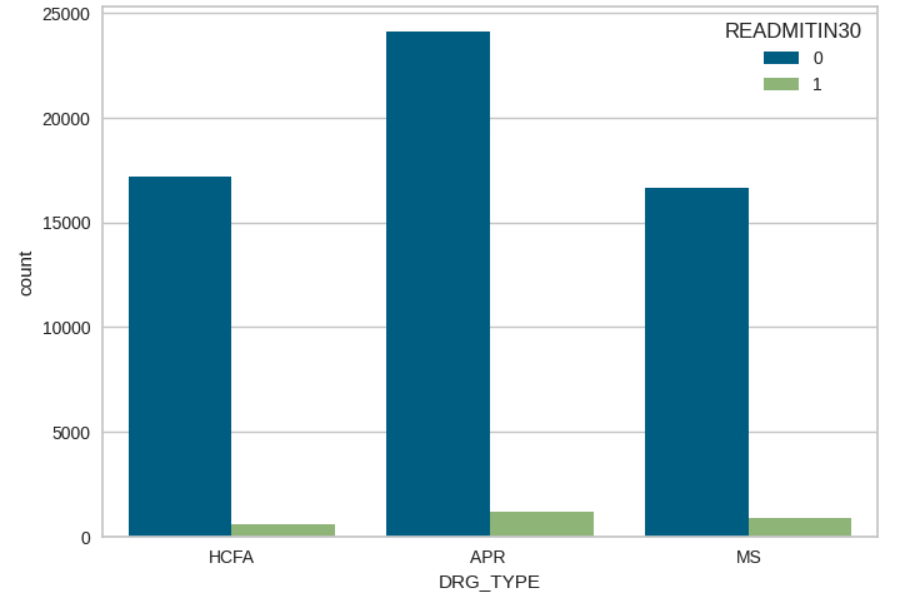 25000
20000
15000
10000
5000
0
count
READMITIN30
0
1
HCFA
APR
MS
DRG_TYPE